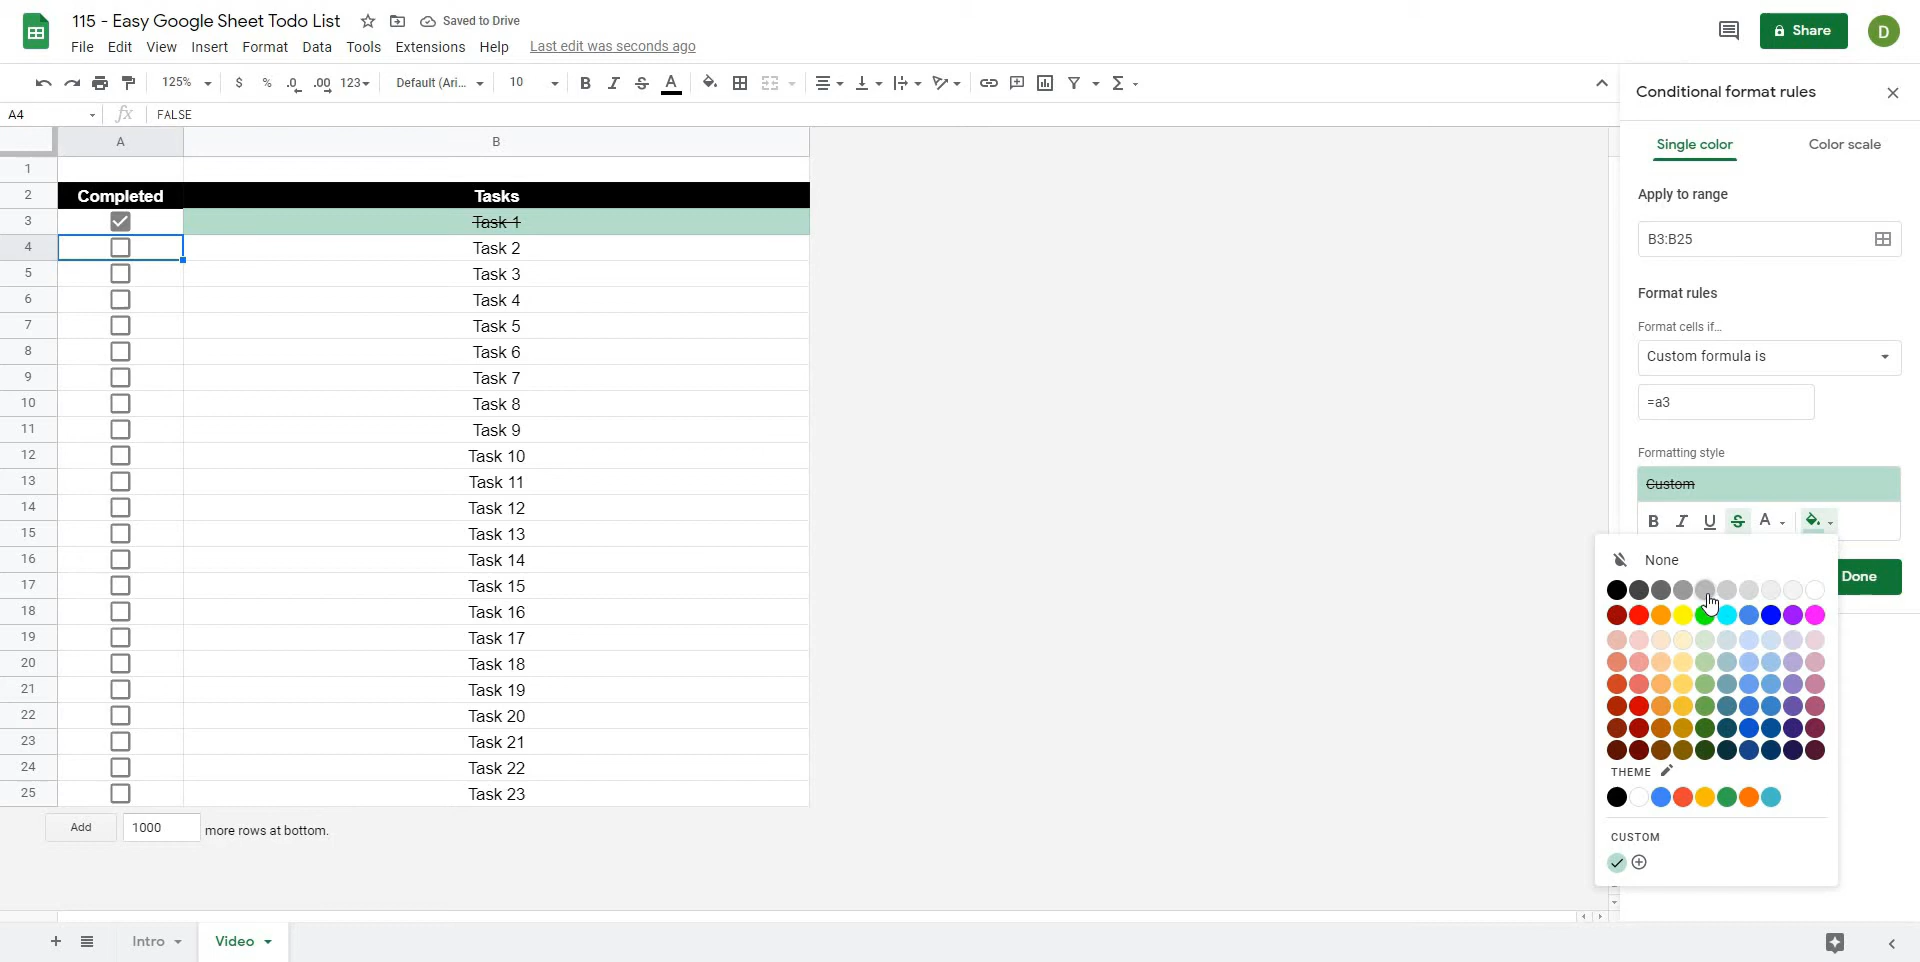 115 - Easy Google Sheet Todo List
Saved to Drive
File Edit View Insert Format Data Tools Extensions Help Last edit was seconds ago
Share
D
125% $ % .0 .00 123 Default (Ari... 10 B I S A
A4 fx FALSE
A B
1
2 Completed Tasks
3 Task 1
4 Task 2
5 Task 3
6 Task 4
7 Task 5
8 Task 6
9 Task 7
10 Task 8
11 Task 9
12 Task 10
13 Task 11
14 Task 12
15 Task 13
16 Task 14
17 Task 15
18 Task 16
19 Task 17
20 Task 18
21 Task 19
22 Task 20
23 Task 21
24 Task 22
25 Task 23
Add 1000 more rows at bottom.
Intro Video
Conditional format rules
Single color Color scale
Apply to range
B3:B25
Format rules
Format cells if...
Custom formula is
=a3
Formatting style
Custom
B I U S A
None
Done
THEME
CUSTOM